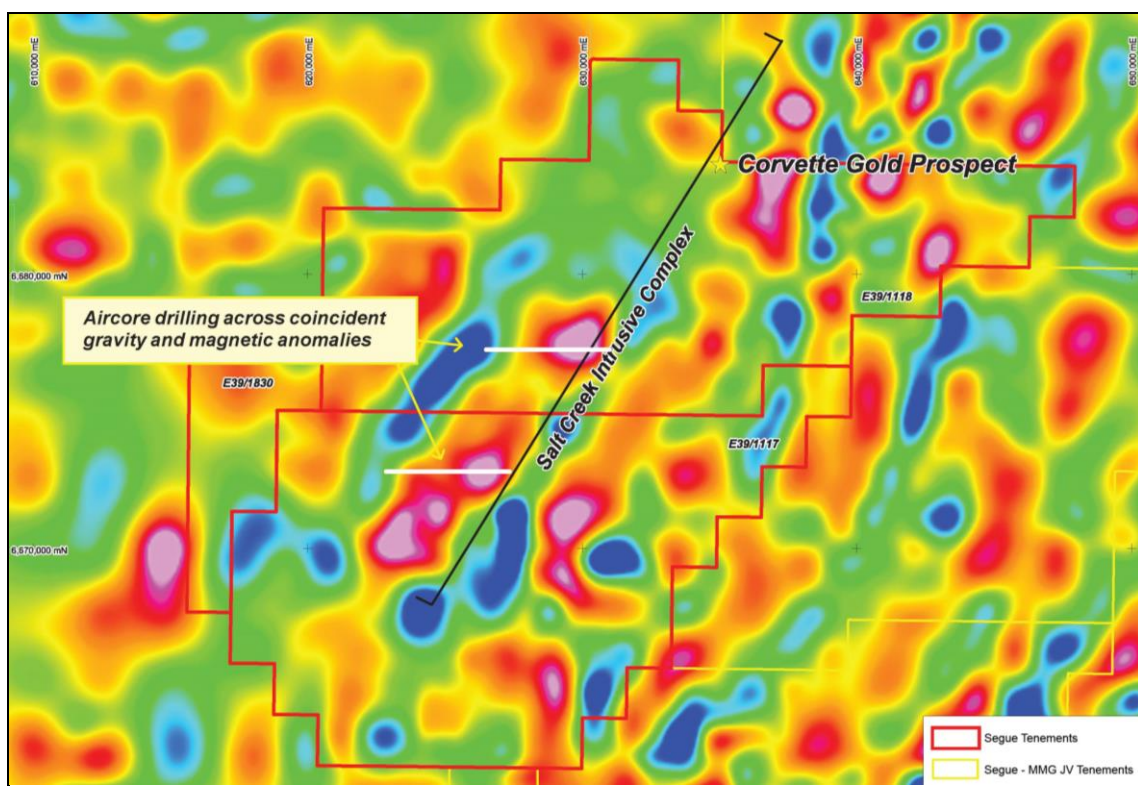 610,000 mE
620,000 mE
630,000 mE
640,000 mE
650,000 mE
Corvette Gold Prospect
Salt Creek Intrusive Complex
6,680,000 mN
E39/1118
Aircore drilling across coincident
gravity and magnetic anomalies
E39/1830
E39/1117
6,670,000 mN
Segue Tenements
Segue - MMG JV Tenements